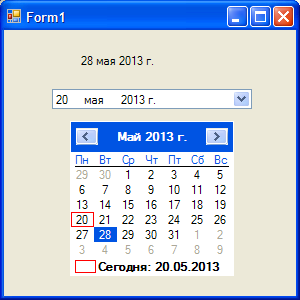 Form1
28 мая 2013 г.
20 мая 2013 г.
Май 2013 г.
Пн Вт Ср Чт Пт Сб Вс
29 30 1 2 3 4 5
6 7 8 9 10 11 12
13 14 15 16 17 18 19
20 21 22 23 24 25 26
27 28 29 30 31 1 2
3 4 5 6 7 8 9
Сегодня: 20.05.2013